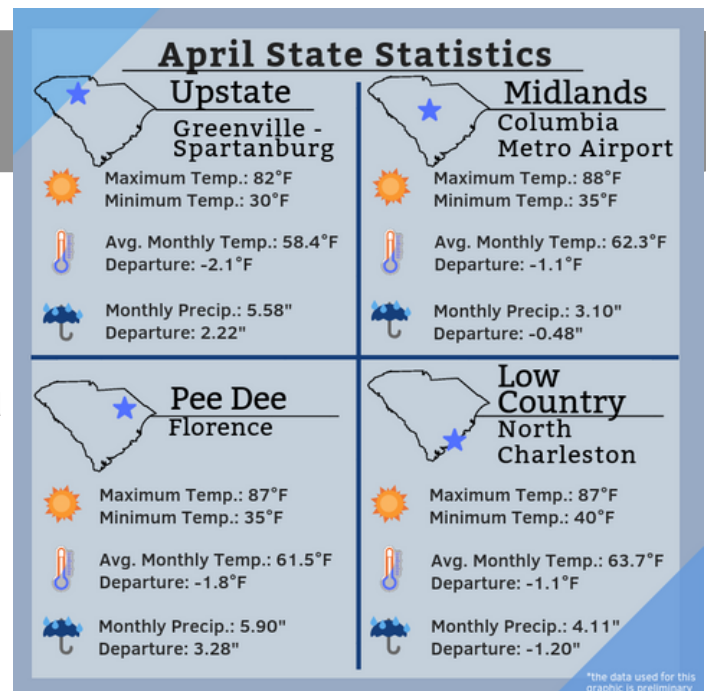 April State Statistics
Upstate
Greenville -
Spartanburg
Maximum Temp.: 82°F
Minimum Temp.: 30°F
Avg. Monthly Temp.: 58.4°F
Departure: -2.1°F
Monthly Precip.: 5.58"
Departure: 2.22"
Midlands
Columbia
Metro Airport
Maximum Temp.: 88°F
Minimum Temp.: 35°F
Avg. Monthly Temp.: 62.3°F
Departure: -1.1°F
Monthly Precip.: 3.10"
Departure: -0.48"
Pee Dee
Florence
Maximum Temp.: 87°F
Minimum Temp.: 35°F
Avg. Monthly Temp.: 61.5°F
Departure: -1.8°F
Monthly Precip.: 5.90"
Departure: 3.28"
Low
Country
North
Charleston
Maximum Temp.: 87°F
Minimum Temp.: 40°F
Avg. Monthly Temp.: 63.7°F
Departure: -1.1°F
Monthly Precip.: 4.11"
Departure: -1.20"
*the data used for this
graphic is preliminary